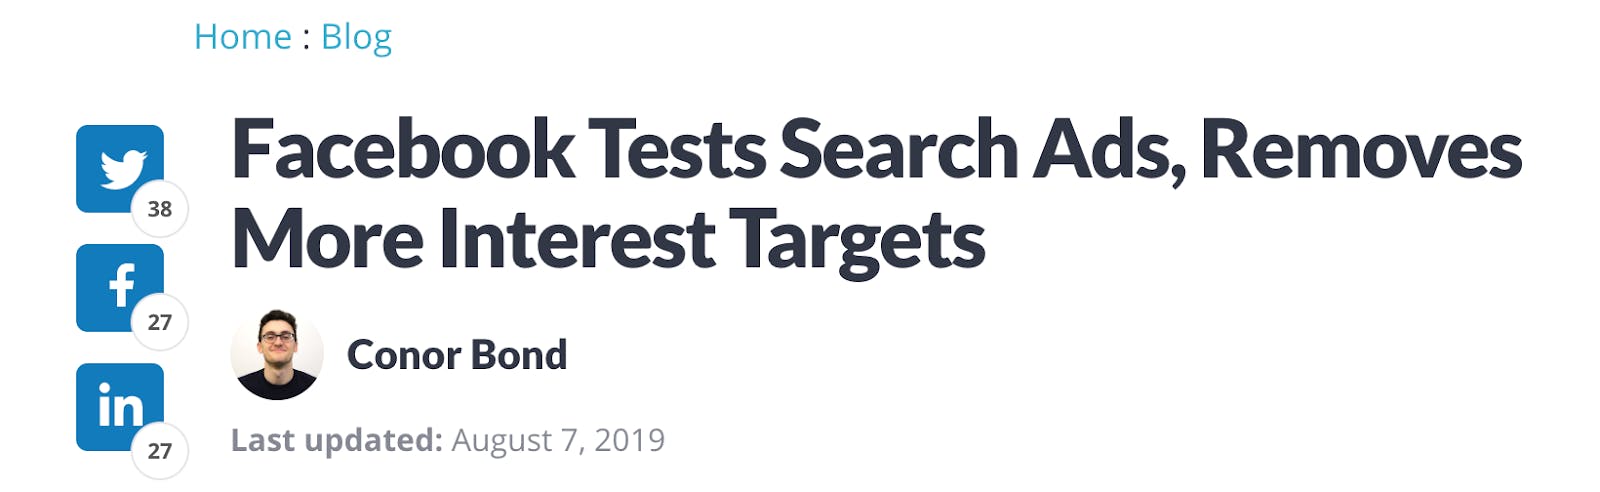 Home : Blog
Facebook Tests Search Ads, Removes
More Interest Targets
38
27
in
27
Conor Bond
Last updated: August 7, 2019